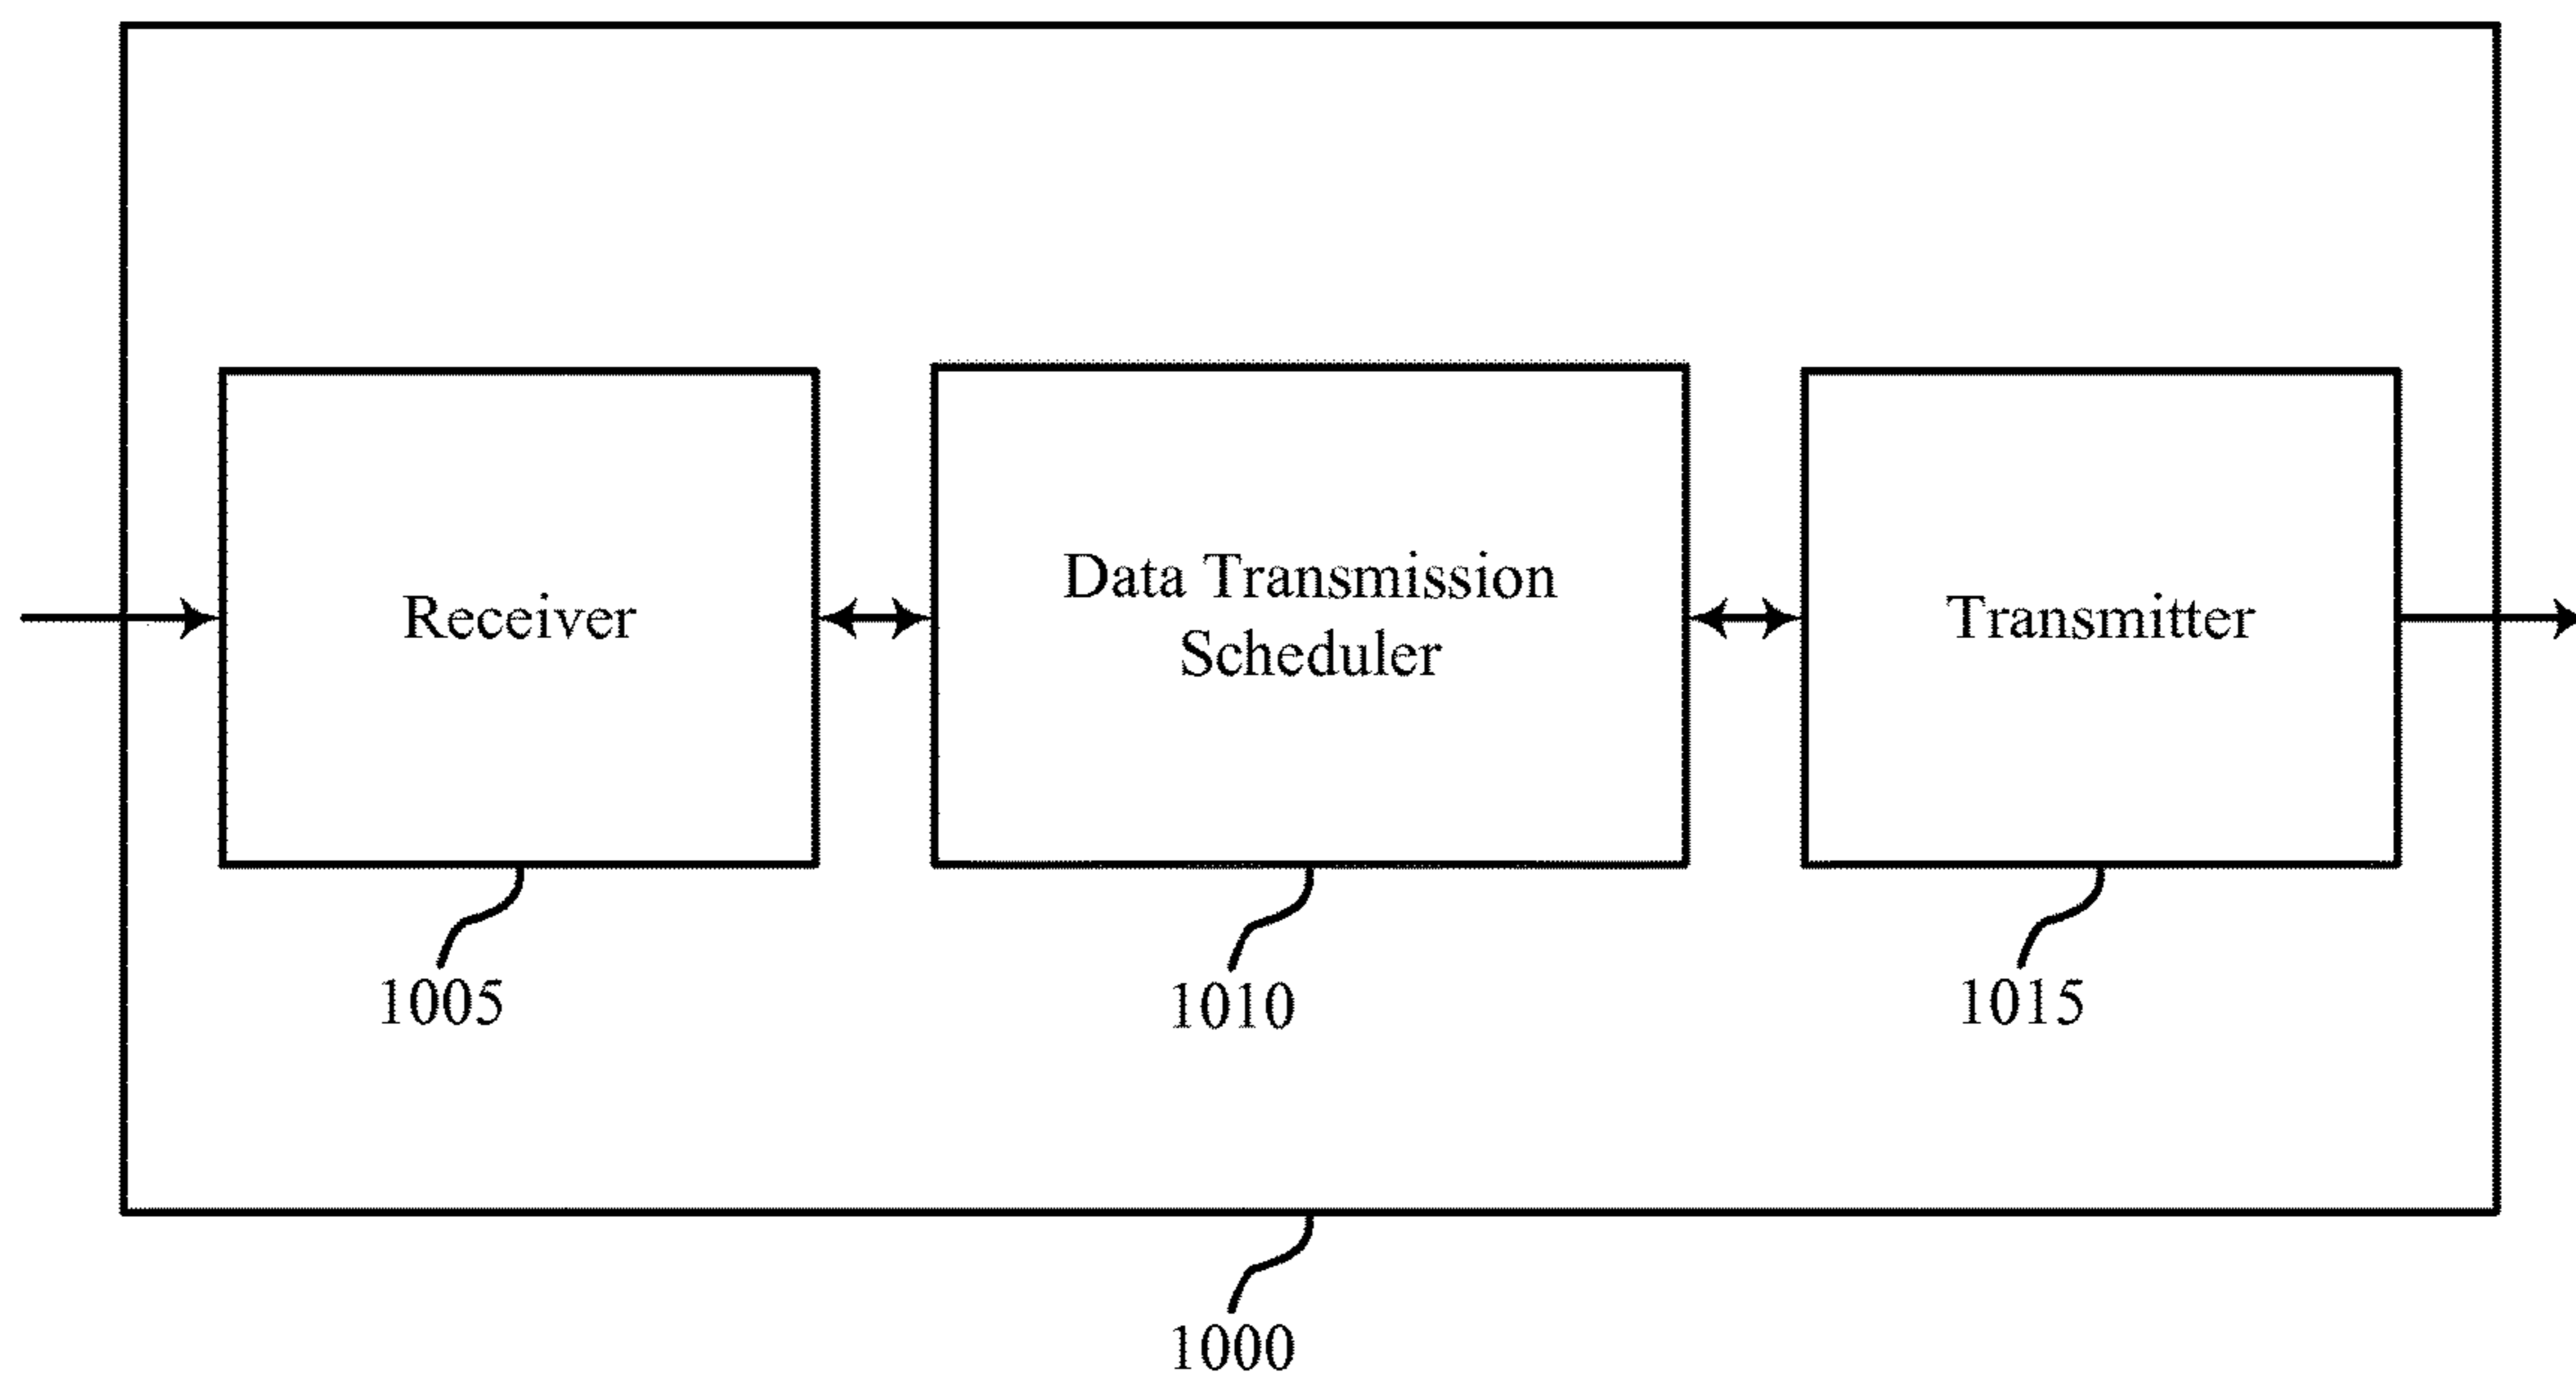 Receiver
Data Transmission
Scheduler
Transmitter
1005
1010
1015
1000